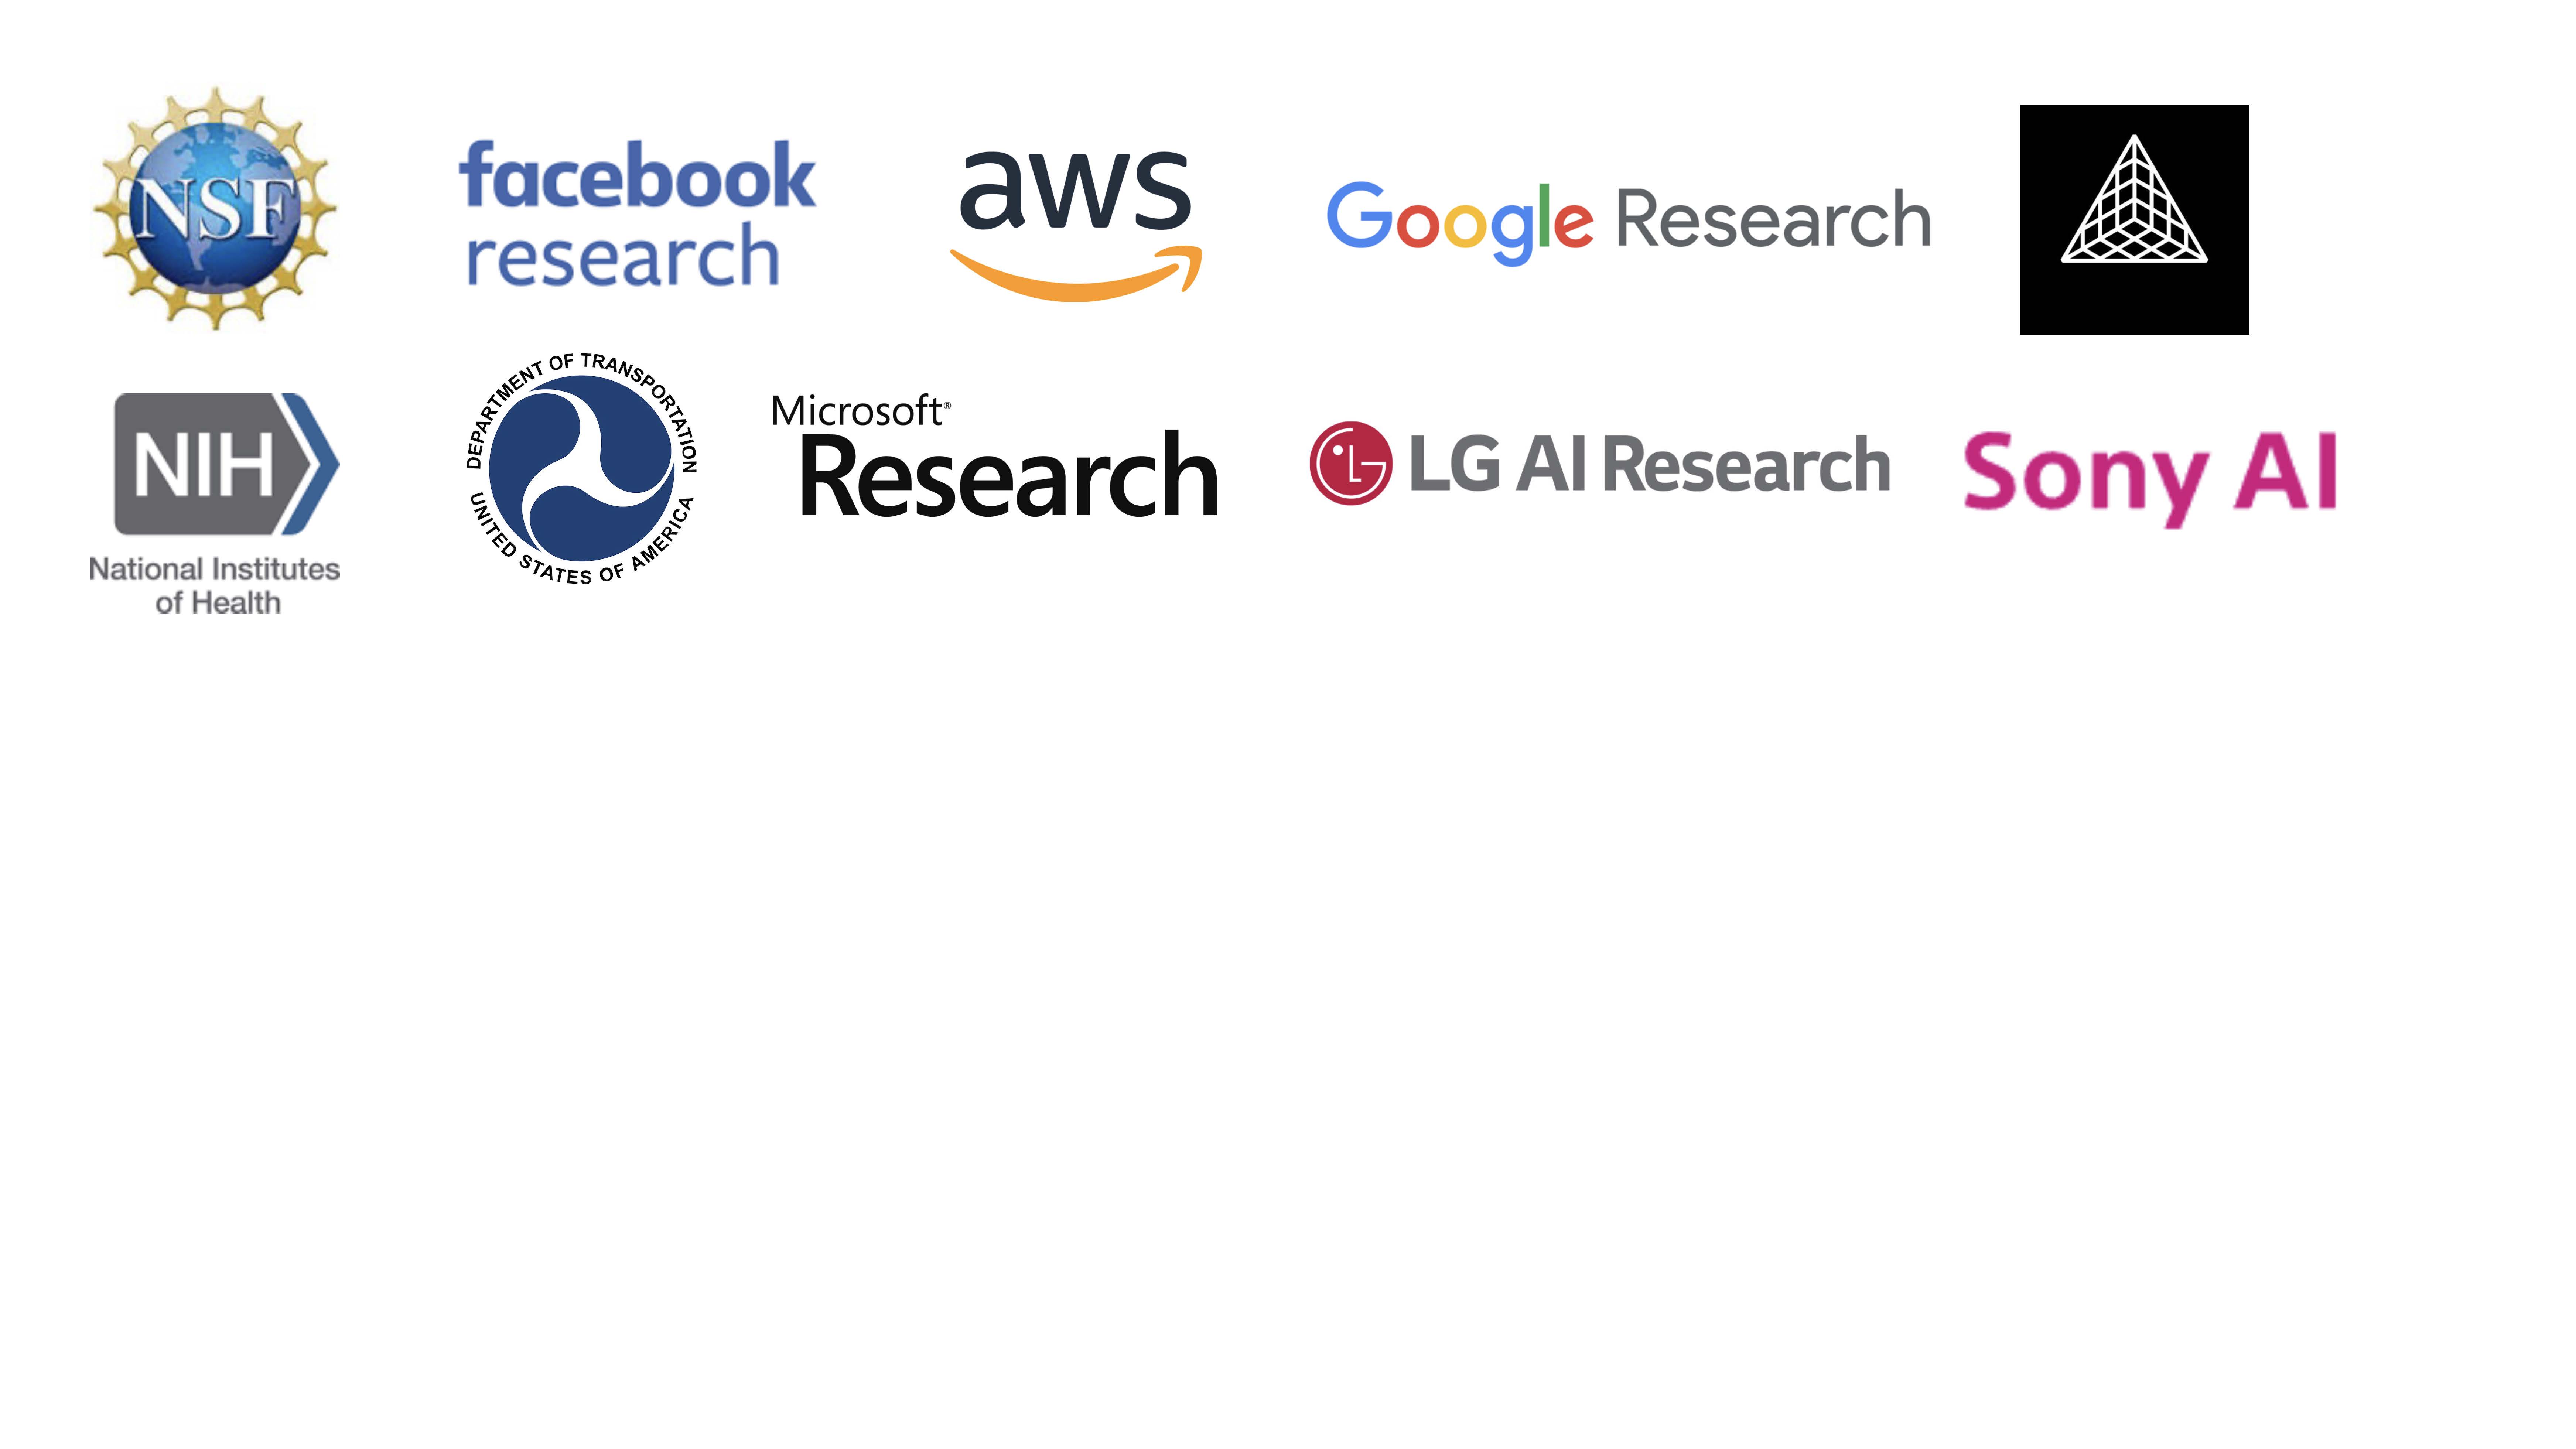 NSF
facebook
research
aws
Google Research
NIH
National Institutes
of Health
DEPARTMENT OF TRANSPORTATION
UNITED STATES OF AMERICA
Microsoft®
Research
LG LG AI Research
Sony AI